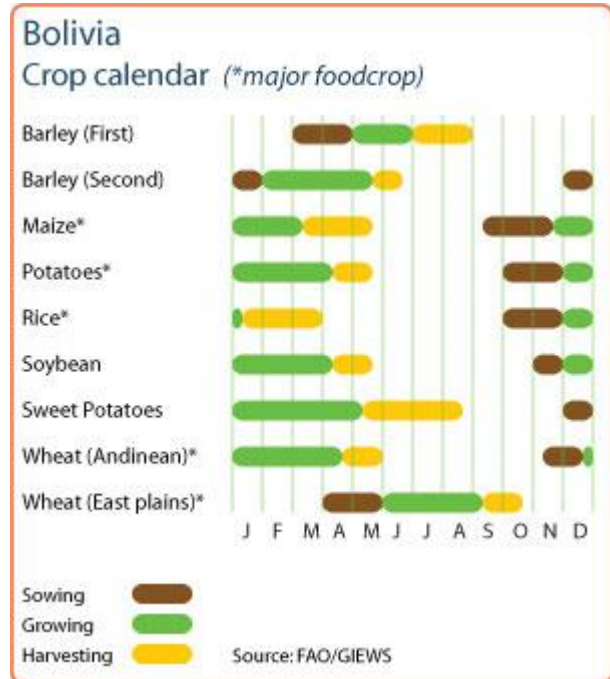 Bolivia
Crop calendar (*major foodcrop)
Barley (First)
Barley (Second)
Maize*
Potatoes*
Rice*
Soybean
Sweet Potatoes
Wheat (Andinean)*
Wheat (East plains)*
J F M A M J J A S O N D
Sowing
Growing
Harvesting
Source: FAO/GIEWS